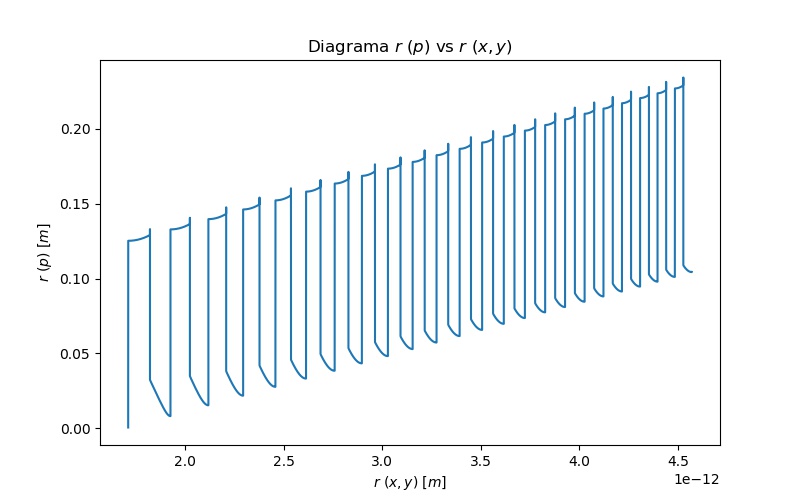 Diagrama r (p) vs r (x, y)
r (p) [m]
0.20
0.15
0.10
0.05
0.00
2.0 2.5 3.0 3.5 4.0 4.5
1e−12
r (x, y) [m]